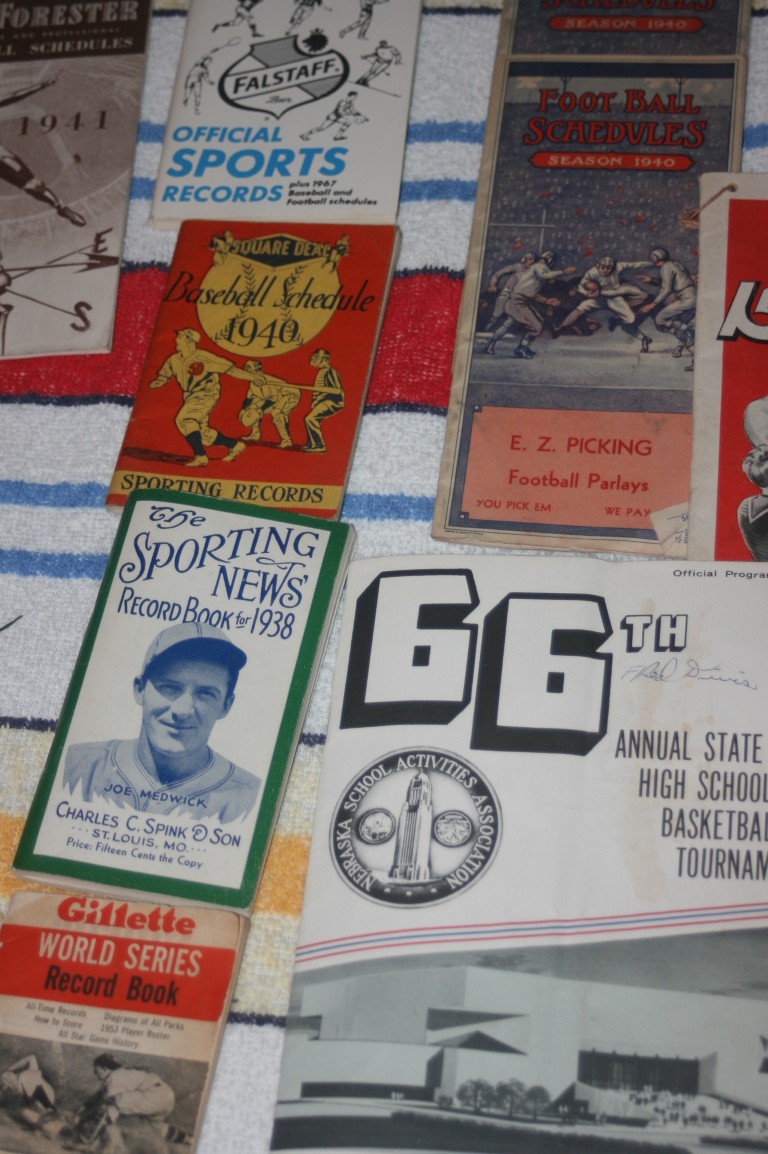 FORESTER
SCHEDULES
1941
E
S
FALSTAFF
Beer
OFFICIAL
SPORTS
RECORDS
plus 1967
Baseball and
Football schedules
SCHEDULES
SEASON 1940
FOOT BALL
SCHEDULES
SEASON 1940
E. Z. PICKING
Football Parlays
YOU PICK EM WE PAY
SQUARE DEAL
Baseball Schedule
1940
SPORTING RECORDS
The
SPORTING
NEWS
RECORD BOOK for 1938
JOE MEDWICK
CHARLES C. SPINK & SON
ST. LOUIS, MO.
Price: Fifteen Cents the Copy
Official
66TH
ANNUAL STATE
HIGH SCHOOL
NEBRASKA SCHOOL ACTIVITIES ASSOCIATION
Gillette
WORLD SERIES
Record Book
All-Time Records Diagrams of All Parks
How to Score 1953 Player Roster
All Star Game History